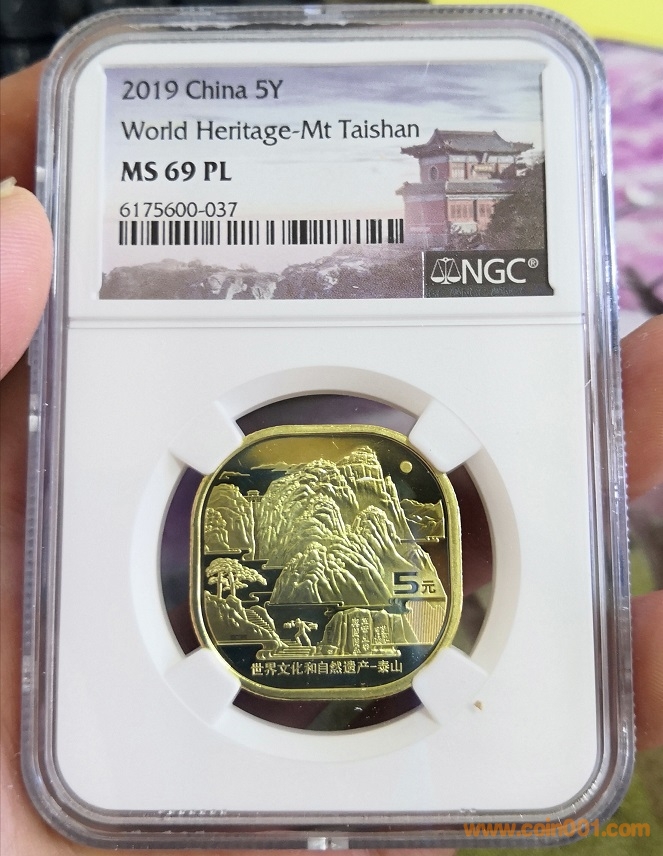 2019 China 5Y
World Heritage-Mt Taishan
MS 69 PL
6175600-037
NGC®
5元
世界文化和自然遗产-泰山
www.coin001.com